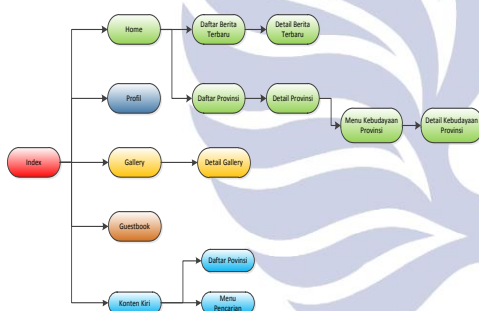 Home
Daftar Berita
Terbaru
Detail Berita
Terbaru
Profil
Daftar Provinsi
Detail Provinsi
Menu Kebudayaan
Provinsi
Detail Kebudayaan
Provinsi
Index
Gallery
Detail Gallery
Guestbook
Daftar Povinsi
Konten Kiri
Menu
Pencarian